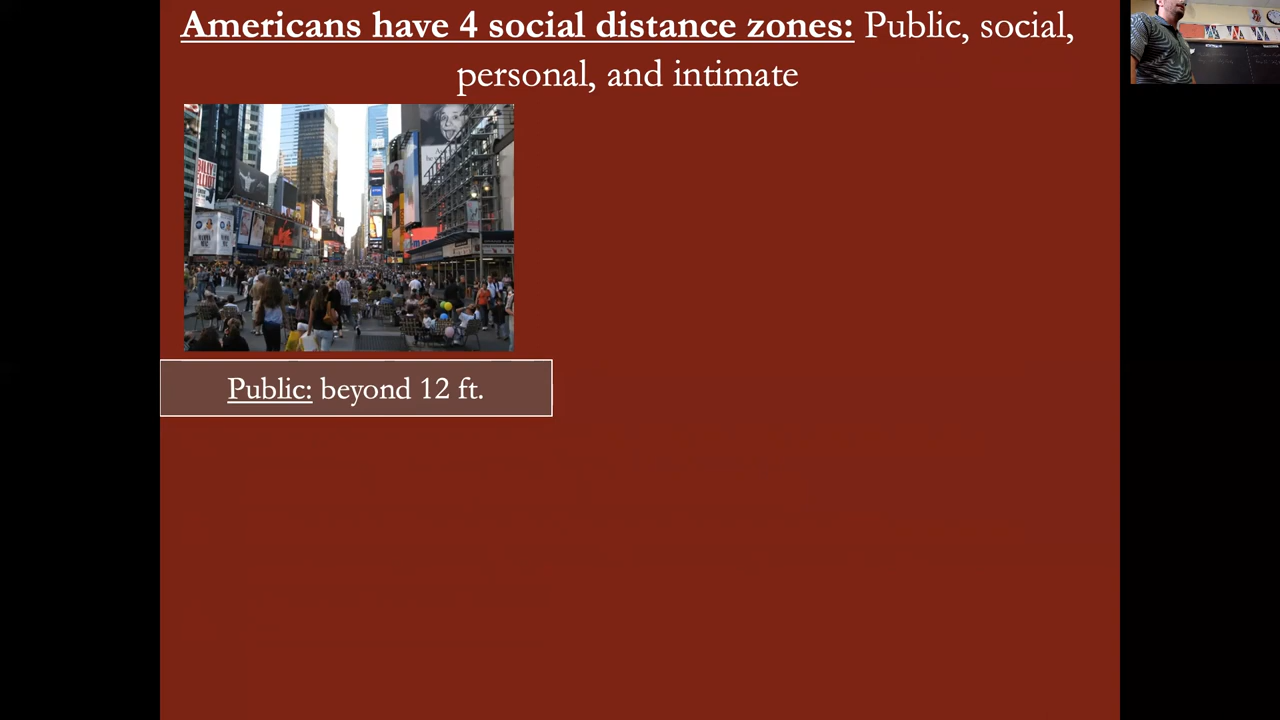 Americans have 4 social distance zones: Public, social,
personal, and intimate
Public: beyond 12 ft.